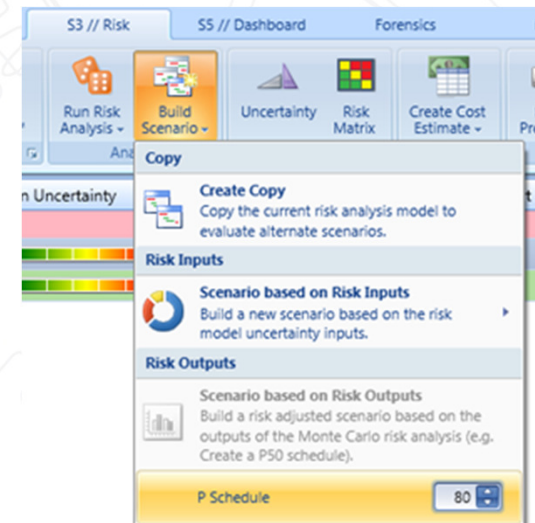 S3 // Risk S5 // Dashboard Forensics
Run Risk Build Uncertainty Risk Create Cost
Analysis Scenario Matrix Estimate
Copy
n Uncertainty
Create Copy
Copy the current risk analysis model to
evaluate alternate scenarios.
Risk Inputs
Scenario based on Risk Inputs
Build a new scenario based on the risk
model uncertainty inputs.
Risk Outputs
Scenario based on Risk Outputs
Build a risk adjusted scenario based on the
outputs of the Monte Carlo risk analysis (e.g.
Create a P50 schedule).
P Schedule 80